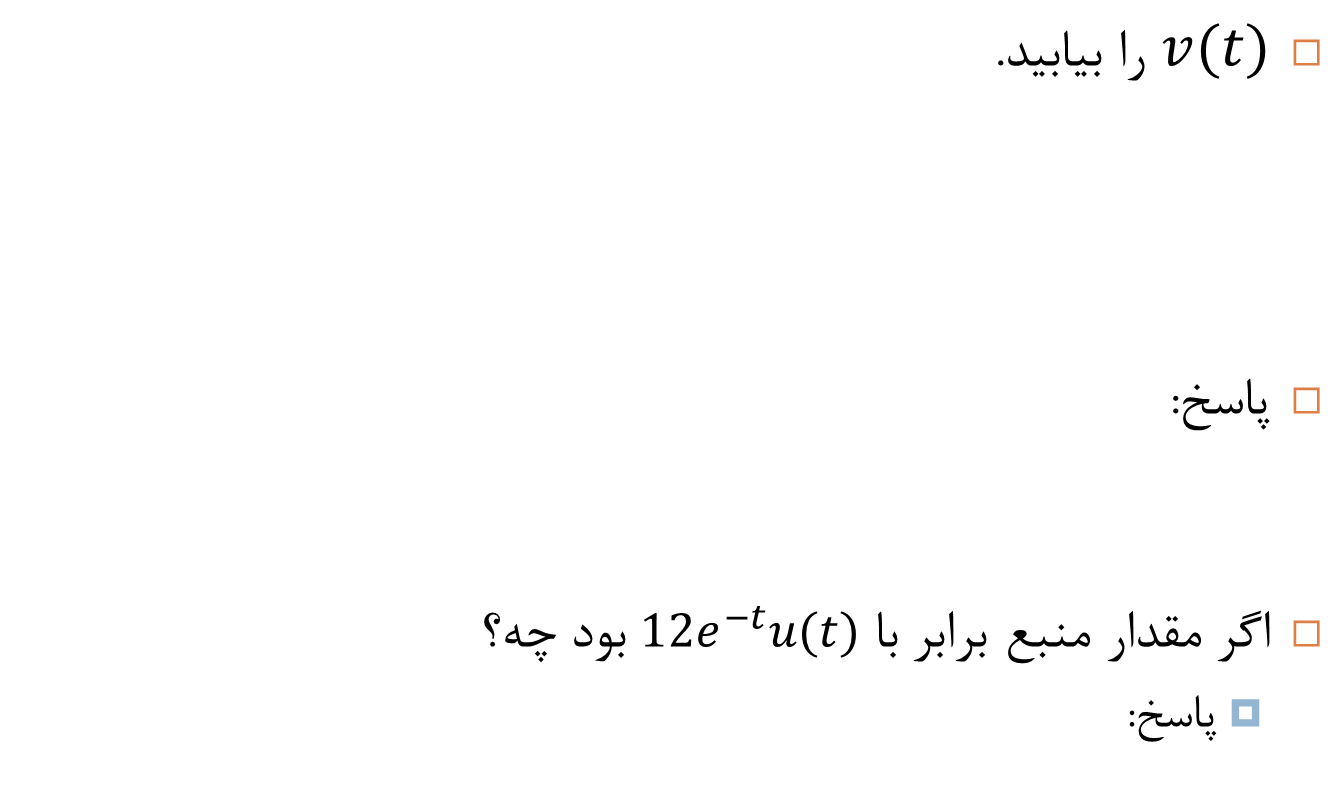 v(t) را بیابید.
پاسخ:
اگر مقدار منبع برابر با 12e^{-t}u(t) بود چه؟
پاسخ: